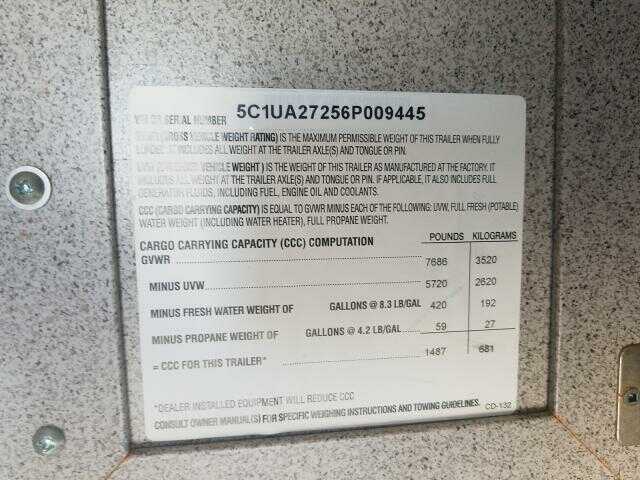 VIN OR SERIAL NUMBER 5C1UA27256P009445
(GROSS VEHICLE WEIGHT RATING) IS THE MAXIMUM PERMISSIBLE WEIGHT OF THIS TRAILER WHEN FULLY
IT INCLUDES ALL WEIGHT AT THE TRAILER AXLE(S) AND TONGUE OR PIN.
VEHICLE WEIGHT ) IS THE WEIGHT OF THIS TRAILER AS MANUFACTURED AT THE FACTORY. IT
INCLUDES ALL WEIGHT AT TRAILER AXLE(S) AND TONGUE OR PIN. IF APPLICABLE, IT ALSO INCLUDES FULL
GENERATOR FLUIDS, INCLUDING FUEL, ENGINE OIL AND COOLANTS.
CCC (CARGO CARRYING CAPACITY) IS EQUAL TO GVWR MINUS EACH OF THE FOLLOWING: UVW, FULL FRESH (POTABLE)
WATER WEIGHT (INCLUDING WATER HEATER), FULL PROPANE WEIGHT.
CARGO CARRYING CAPACITY (CCC) COMPUTATION POUNDS KILOGRAMS
GVWR 7686 3520
MINUS UVW 5720 2620
MINUS FRESH WATER WEIGHT OF GALLONS @ 8.3 LB/GAL 420 192
MINUS PROPANE WEIGHT OF GALLONS @ 4.2 LB/GAL 59 27
= CCC FOR THIS TRAILER* 1487 681
*DEALER INSTALLED EQUIPMENT WILL REDUCE CCC
CONSULT OWNER MANUAL(S) FOR SPECIFIC WEIGHING INSTRUCTIONS AND TOWING GUIDELINES. CD-132